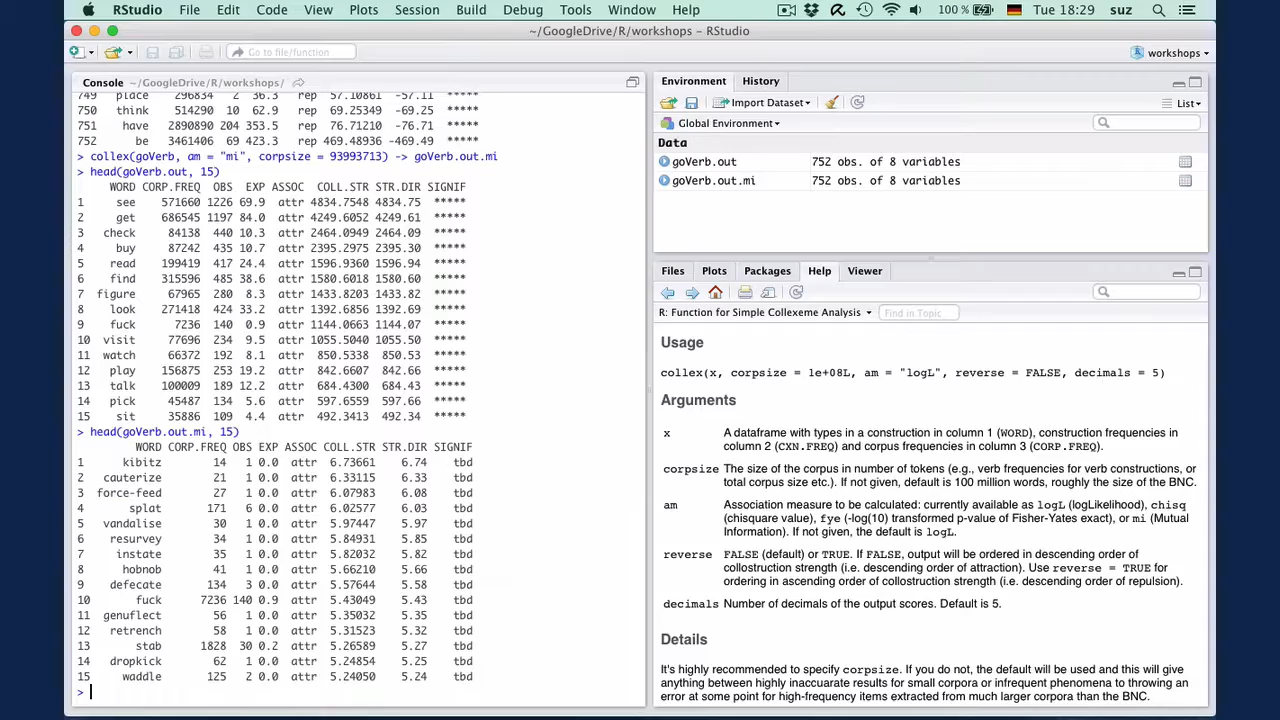 RStudio File Edit Code View Plots Session Build Debug Tools Window Help 100 % Tue 18:29 suz
~/GoogleDrive/R/workshops – RStudio
Go to file/function
workshops
Console ~/GoogleDrive/R/workshops/
749 place 296834 2 36.3 rep 57.10861 -57.11 *****
750 think 514290 10 62.9 rep 69.25349 -69.25 *****
751 have 2890890 204 353.5 rep 76.71210 -76.71 *****
752 be 3461406 69 423.3 rep 469.48936 -469.49 *****
> collex(goVerb, am = "mi", corpsize = 93993713) -> goVerb.out.mi
> head(goVerb.out, 15)
WORD CORP.FREQ OBS EXP ASSOC COLL.STR STR.DIR SIGNIF
1 see 571660 1226 69.9 attr 4834.7548 4834.75 *****
2 get 686545 1197 84.0 attr 4249.6052 4249.61 *****
3 check 84138 440 10.3 attr 2464.0949 2464.09 *****
4 buy 87242 435 10.7 attr 2395.2975 2395.30 *****
5 read 199419 417 24.4 attr 1596.9360 1596.94 *****
6 find 315596 485 38.6 attr 1580.6018 1580.60 *****
7 figure 67965 280 8.3 attr 1433.8203 1433.82 *****
8 look 271418 424 33.2 attr 1392.6856 1392.69 *****
9 fuck 7236 140 0.9 attr 1144.0663 1144.07 *****
10 visit 77696 234 9.5 attr 1055.5040 1055.50 *****
11 watch 66372 192 8.1 attr 850.5338 850.53 *****
12 play 156875 253 19.2 attr 842.6607 842.66 *****
13 talk 100009 189 12.2 attr 684.4300 684.43 *****
14 pick 45487 134 5.6 attr 597.6559 597.66 *****
15 sit 35886 109 4.4 attr 492.3413 492.34 *****
> head(goVerb.out.mi, 15)
WORD CORP.FREQ OBS EXP ASSOC COLL.STR STR.DIR SIGNIF
1 kibitz 14 1 0.0 attr 6.73661 6.74 tbd
2 cauterize 21 1 0.0 attr 6.33115 6.33 tbd
3 force-feed 27 1 0.0 attr 6.07983 6.08 tbd
4 splat 171 6 0.0 attr 6.02577 6.03 tbd
5 vandalise 30 1 0.0 attr 5.97447 5.97 tbd
6 resurvey 34 1 0.0 attr 5.84931 5.85 tbd
7 instate 35 1 0.0 attr 5.82032 5.82 tbd
8 hobnob 41 1 0.0 attr 5.66210 5.66 tbd
9 defecate 134 3 0.0 attr 5.57644 5.58 tbd
10 fuck 7236 140 0.9 attr 5.43049 5.43 tbd
11 genuflect 56 1 0.0 attr 5.35032 5.35 tbd
12 retrench 58 1 0.0 attr 5.31523 5.32 tbd
13 stab 1828 30 0.2 attr 5.26589 5.27 tbd
14 dropkick 62 1 0.0 attr 5.24854 5.25 tbd
15 waddle 125 2 0.0 attr 5.24050 5.24 tbd
>
Environment History
Import Dataset List
Global Environment
Data
goVerb.out 752 obs. of 8 variables
goVerb.out.mi 752 obs. of 8 variables
Files Plots Packages Help Viewer
R: Function for Simple Collexeme Analysis Find in Topic
Usage
collex(x, corpsize = 1e+08L, am = "logL", reverse = FALSE, decimals = 5)
Arguments
x A dataframe with types in a construction in column 1 (WORD), construction frequencies in
column 2 (CXN.FREQ) and corpus frequencies in column 3 (CORP.FREQ).
corpsize The size of the corpus in number of tokens (e.g., verb frequencies for verb constructions, or
total corpus size etc.). If not given, default is 100 million words, roughly the size of the BNC.
am Association measure to be calculated: currently available as logL (logLikelihood), chisq
(chisquare value), fye (-log(10) transformed p-value of Fisher-Yates exact), or mi (Mutual
Information). If not given, the default is logL.
reverse FALSE (default) or TRUE. If FALSE, output will be ordered in descending order of
collostruction strength (i.e. descending order of attraction). Use reverse = TRUE for
ordering in ascending order of collostruction strength (i.e. descending order of repulsion).
decimals Number of decimals of the output scores. Default is 5.
Details
It's highly recommended to specify corpsize. If you do not, the default will be used and this will give
anything between highly inaccurate results for small corpora or infrequent phenomena to throwing an
error at some point for high-frequency items extracted from much larger corpora than the BNC.